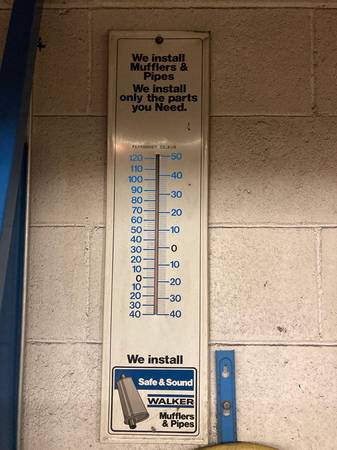 We install
Mufflers &
Pipes
We install
only the parts
you Need.
FAHRENHEIT CELSIUS
120 50
110
100 40
90
80 30
70
60 20
50
40 10
30 0
20
10 10
0
10 20
20
30 30
40 40
We install
Safe & Sound
WALKER
Mufflers
& Pipes